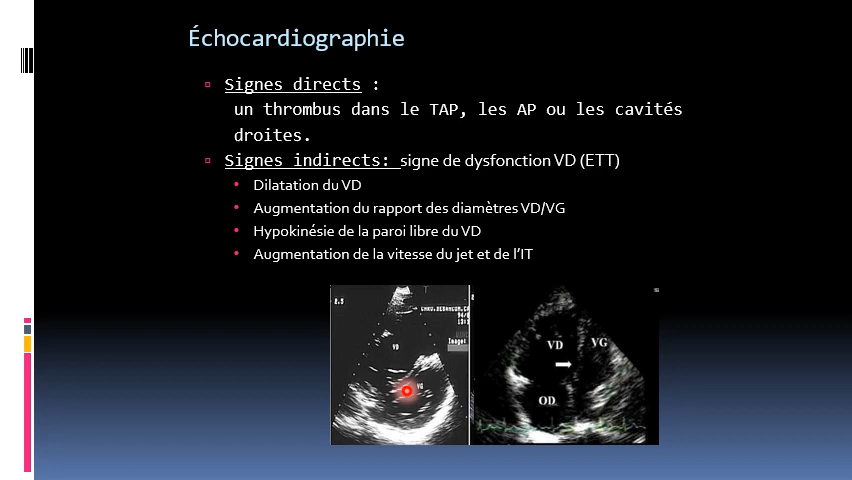 Échocardiographie
Signes directs :
un thrombus dans le TAP, les AP ou les cavités
droites.
Signes indirects: signe de dysfonction VD (ETT)
Dilatation du VD
Augmentation du rapport des diamètres VD/VG
Hypokinésie de la paroi libre du VD
Augmentation de la vitesse du jet et de l’IT
VD
VG
VD
VG
OD